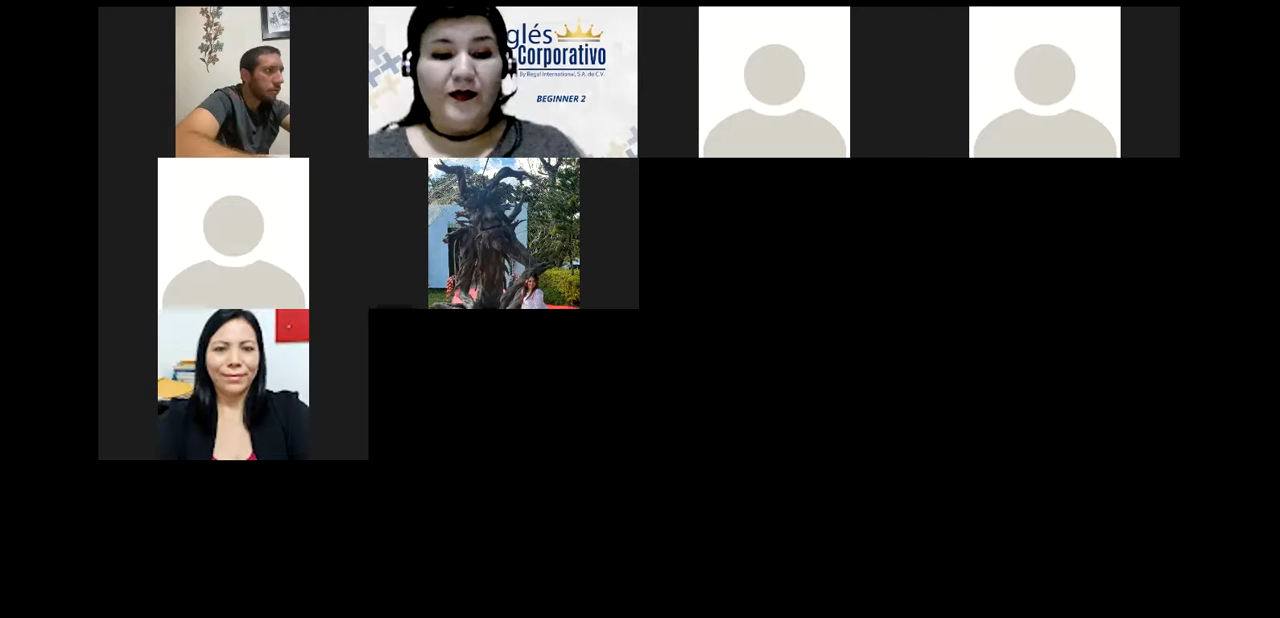 glés
Corporativo
By Regal International, S.A. de C.V.
BEGINNER 2